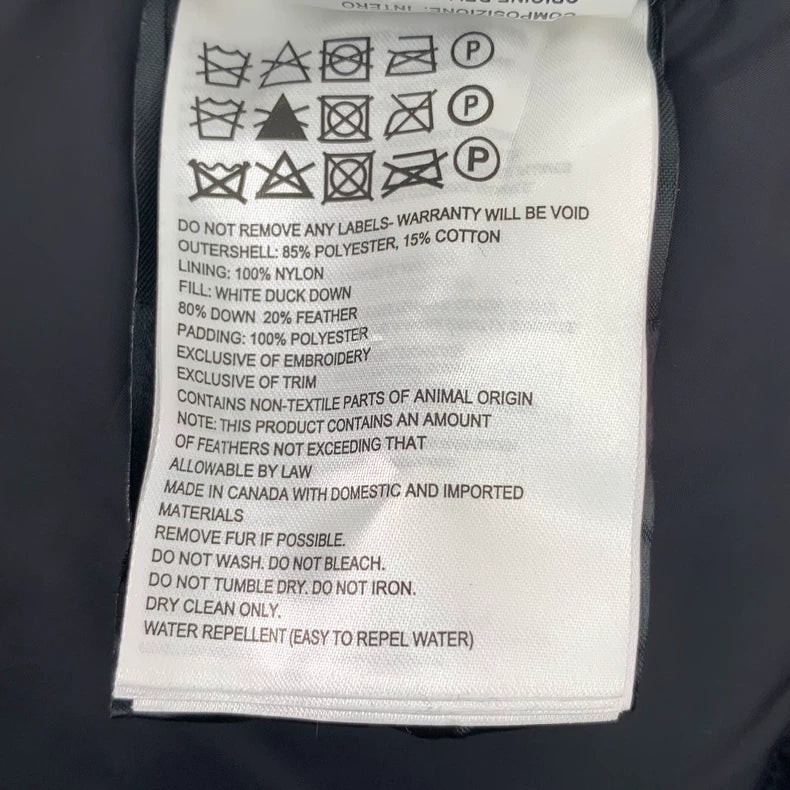 COMPOSIZIONE: INTERO
P
P
P
DO NOT REMOVE ANY LABELS- WARRANTY WILL BE VOID
OUTERSHELL: 85% POLYESTER, 15% COTTON
LINING: 100% NYLON
FILL: WHITE DUCK DOWN
80% DOWN 20% FEATHER
PADDING: 100% POLYESTER
EXCLUSIVE OF EMBROIDERY
EXCLUSIVE OF TRIM
CONTAINS NON-TEXTILE PARTS OF ANIMAL ORIGIN
NOTE: THIS PRODUCT CONTAINS AN AMOUNT
OF FEATHERS NOT EXCEEDING THAT
ALLOWABLE BY LAW
MADE IN CANADA WITH DOMESTIC AND IMPORTED
MATERIALS
REMOVE FUR IF POSSIBLE.
DO NOT WASH. DO NOT BLEACH.
DO NOT TUMBLE DRY. DO NOT IRON.
DRY CLEAN ONLY.
WATER REPELLENT (EASY TO REPEL WATER)